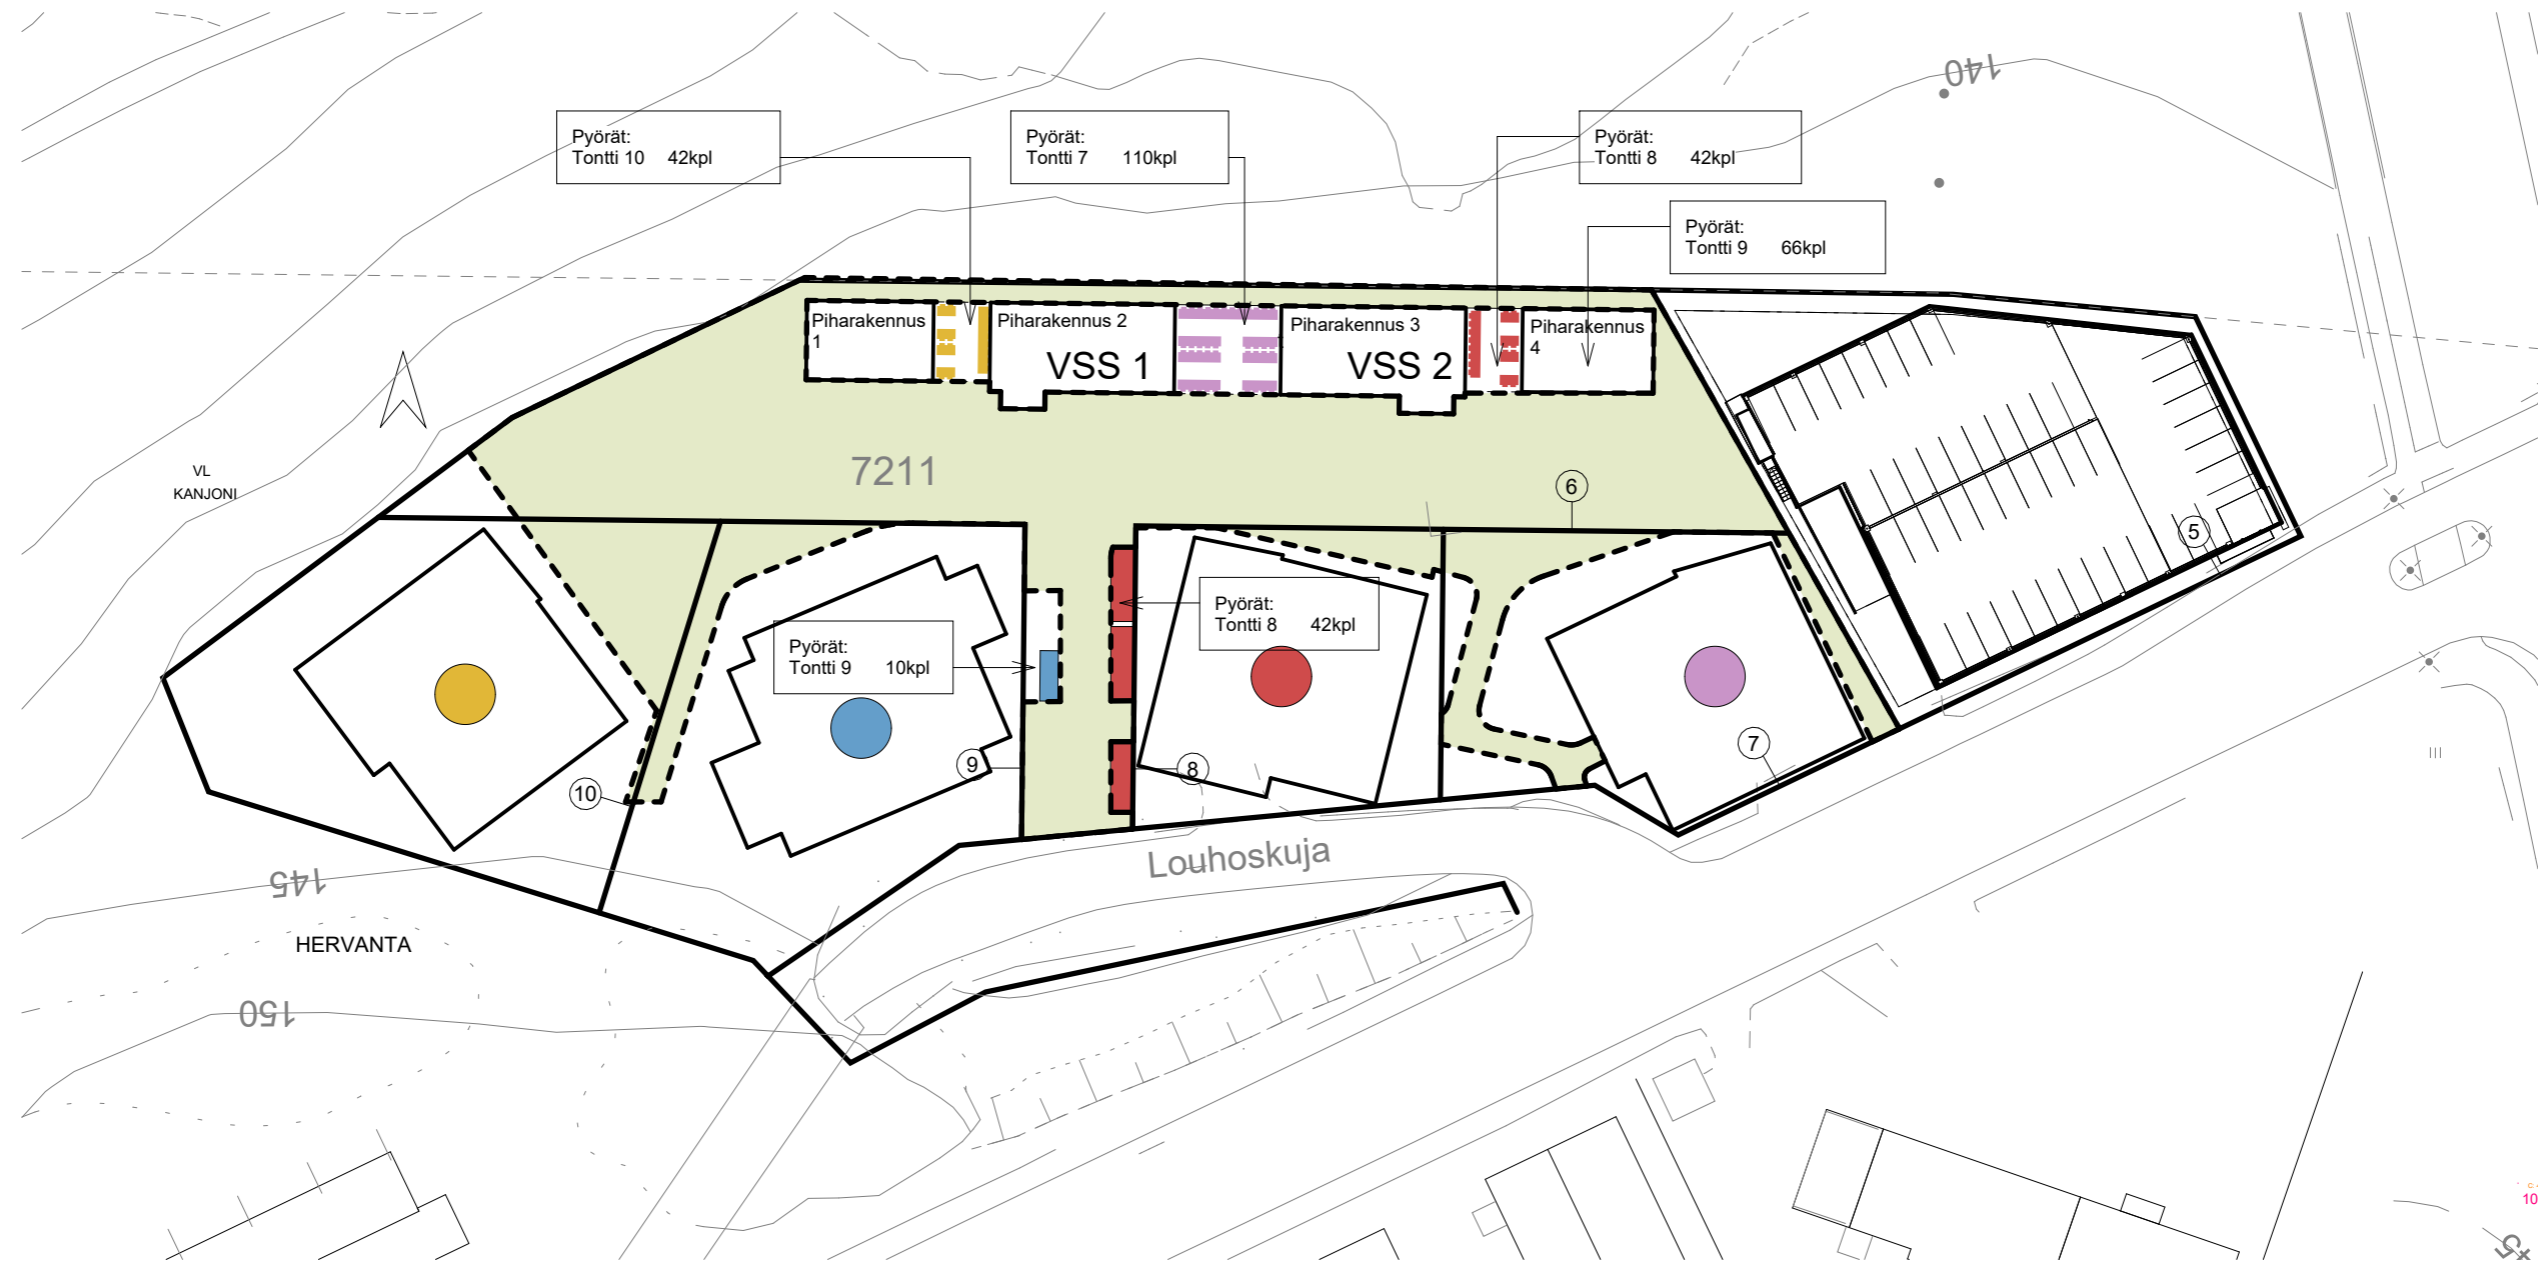 140
Pyörät:
Tontti 10 42kpl
Pyörät:
Tontti 7 110kpl
Pyörät:
Tontti 8 42kpl
Pyörät:
Tontti 9 66kpl
Piharakennus
1
Piharakennus 2
VSS 1
Piharakennus 3
VSS 2
Piharakennus
4
VL
KANJONI
7211
6
5
Pyörät:
Tontti 8 42kpl
Pyörät:
Tontti 9 10kpl
9
8
7
10
Louhoskuja
145
HERVANTA
150
10